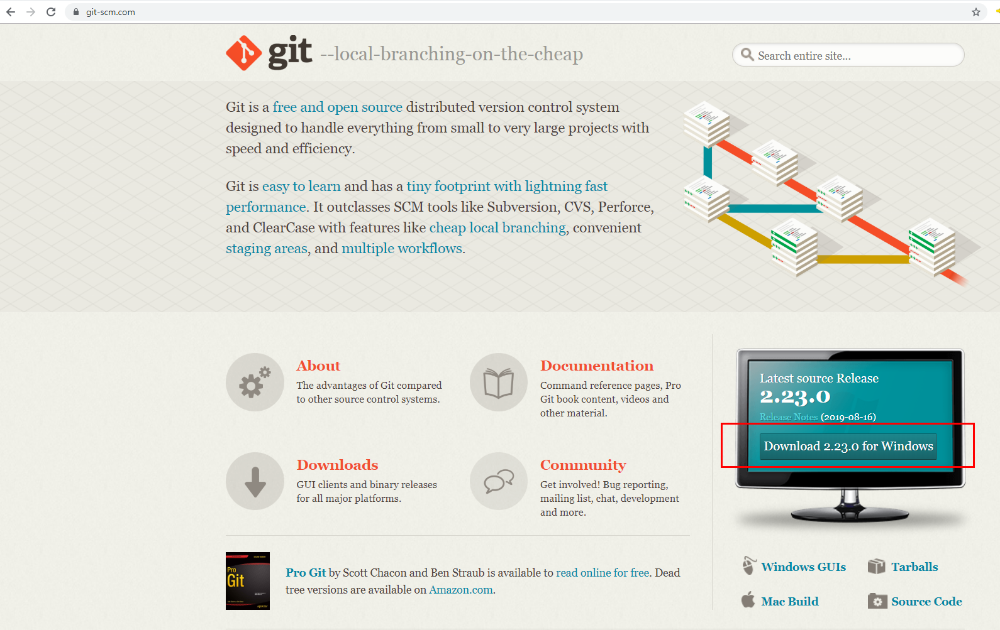 git-scm.com
git --local-branching-on-the-cheap
Search entire site...
Git is a free and open source distributed version control system
designed to handle everything from small to very large projects with
speed and efficiency.
Git is easy to learn and has a tiny footprint with lightning fast
performance. It outclasses SCM tools like Subversion, CVS, Perforce,
and ClearCase with features like cheap local branching, convenient
staging areas, and multiple workflows.
About
The advantages of Git compared
to other source control systems.
Documentation
Command reference pages, Pro
Git book content, videos and
other material.
Downloads
GUI clients and binary releases
for all major platforms.
Community
Get involved! Bug reporting,
mailing list, chat, development
and more.
Pro
Git
Pro Git by Scott Chacon and Ben Straub is available to read online for free. Dead
tree versions are available on Amazon.com.
Latest source Release
2.23.0
Release Notes (2019-08-16)
Download 2.23.0 for Windows
Windows GUIs
Tarballs
Mac Build
Source Code